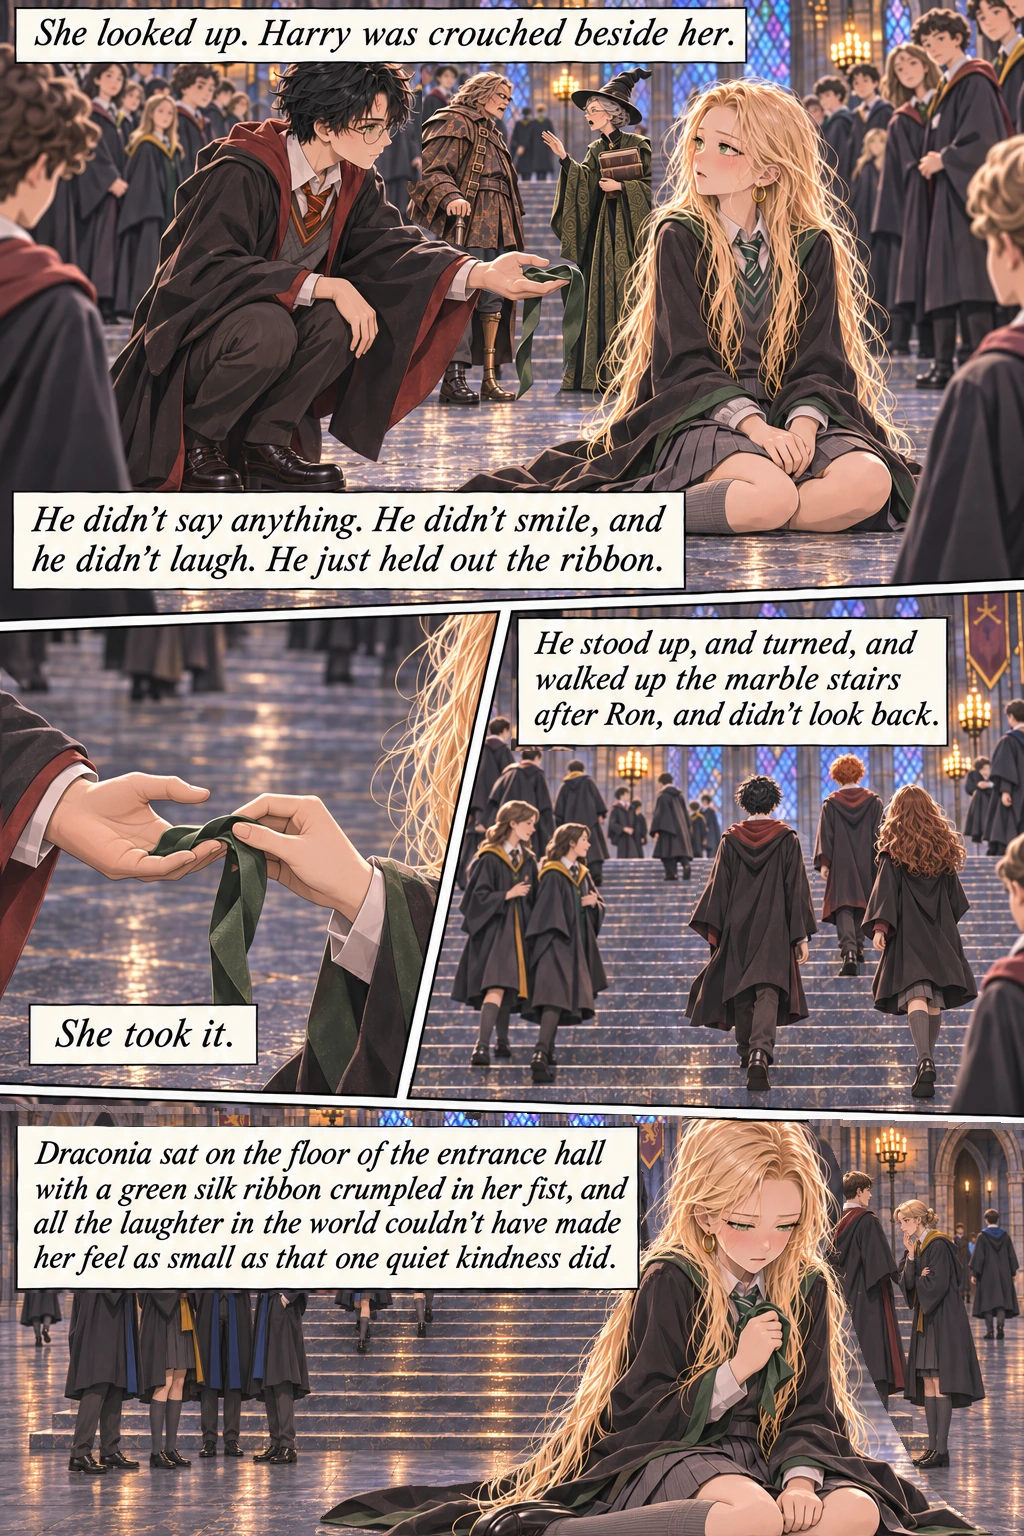 She looked up. Harry was crouched beside her.
He didn't say anything. He didn't smile, and
he didn't laugh. He just held out the ribbon.
She took it.
He stood up, and turned, and
walked up the marble stairs
after Ron, and didn't look back.
Draconia sat on the floor of the entrance hall
with a green silk ribbon crumpled in her fist, and
all the laughter in the world couldn't have made
her feel as small as that one quiet kindness did.